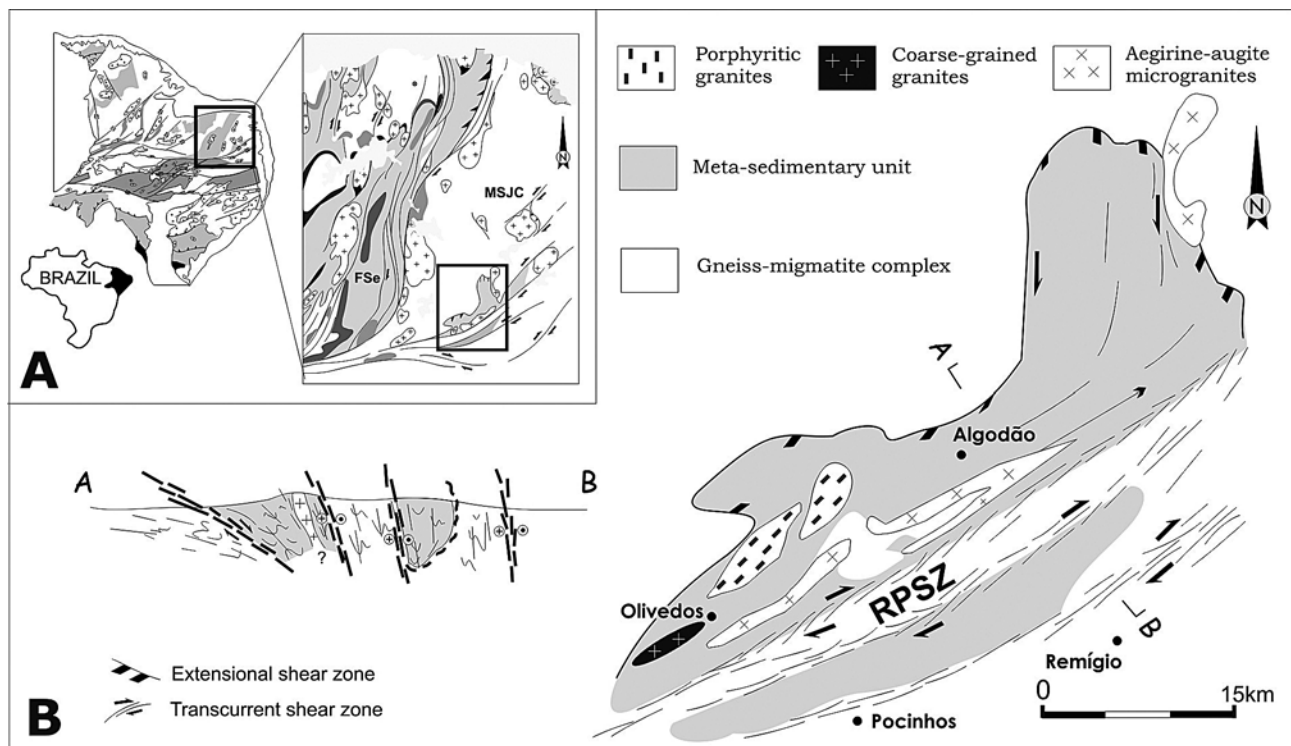 BRAZIL
A
N
MSJC
FSe
Porphyritic
granites
Coarse-grained
granites
Aegirine-augite
microgranites
Meta-sedimentary unit
Gneiss-migmatite complex
N
A
Algodão
Olivedos
RPSZ
B
Remígio
Pocinhos
0
15km
A
B
?
Extensional shear zone
Transcurrent shear zone
B